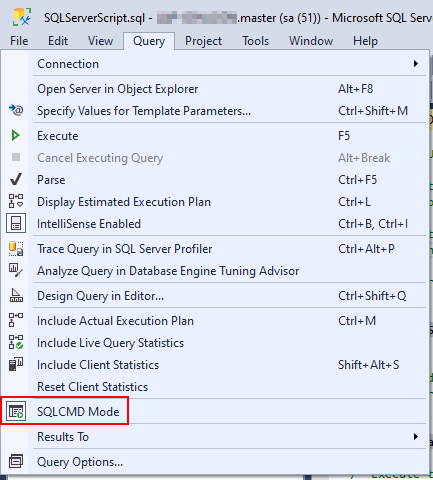 SQLServerScript.sql - .master (sa (51)) - Microsoft SQL Serv
File Edit View Query Project Tools Window Help
Connection
Open Server in Object Explorer Alt+F8
Specify Values for Template Parameters... Ctrl+Shift+M
Execute F5
Cancel Executing Query Alt+Break
Parse Ctrl+F5
Display Estimated Execution Plan Ctrl+L
IntelliSense Enabled Ctrl+B, Ctrl+I
Trace Query in SQL Server Profiler Ctrl+Alt+P
Analyze Query in Database Engine Tuning Advisor
Design Query in Editor... Ctrl+Shift+Q
Include Actual Execution Plan Ctrl+M
Include Live Query Statistics
Include Client Statistics Shift+Alt+S
Reset Client Statistics
SQLCMD Mode
Results To
Query Options...